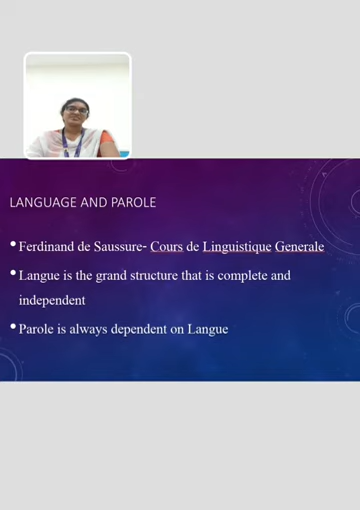 LANGUAGE AND PAROLE
• Ferdinand de Saussure- Cours de Linguistique Generale
• Langue is the grand structure that is complete and
independent
• Parole is always dependent on Langue